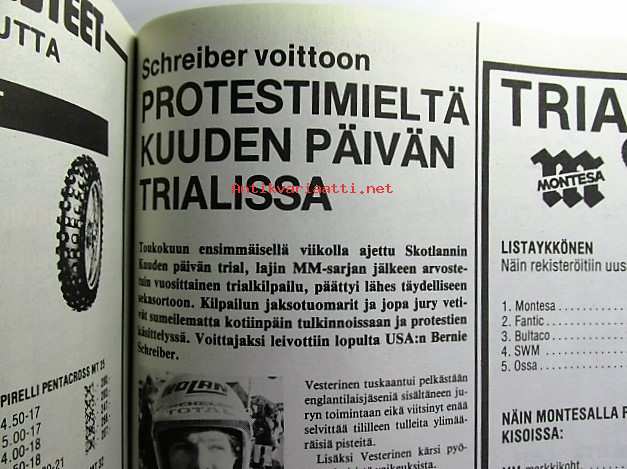 DSTEET
UTTA
PIRELLI PENTACROSS MT 25
4.50-17
5.00-17
4.00-18
Schreiber voittoon
PROTESTIMIELTÄ
KUUDEN PÄIVÄN
TRIALISSA
Antikvariaatti.net
Toukokuun ensimmäisellä viikolla ajettu Skotlannin
Kuuden päivän trial, lajin MM-sarjan jälkeen arvoste-
tuin vuosittainen trialkilpailu, päättyi lähes täydelliseen
sekasortoon. Kilpailun jaksotuomarit ja jopa jury veti-
vät sumeilematta kotiinpäin tulkinnoissaan ja protestien
käsittelyssä. Voittajaksi leivottiin lopulta USA:n Bernie
Schreiber.
NOLAN
TOTAL
Vesterinen tuskaantui pelkästään
englantilaisjäseniä sisältäneen ju-
ryn toimintaan eikä viitsinyt enää
selvittää tililleen tulleita ylimää-
räisiä pisteitä.
Lisäksi Vesterinen kärsi pyö-
TRIA
m
MONTESA
LISTAYKKÖNEN
Näin rekisteröitiin uus
1. Montesa
2. Fantic
3. Bultaco
4. SWM
5. Ossa
NÄIN MONTESALLA
KISOISSA: